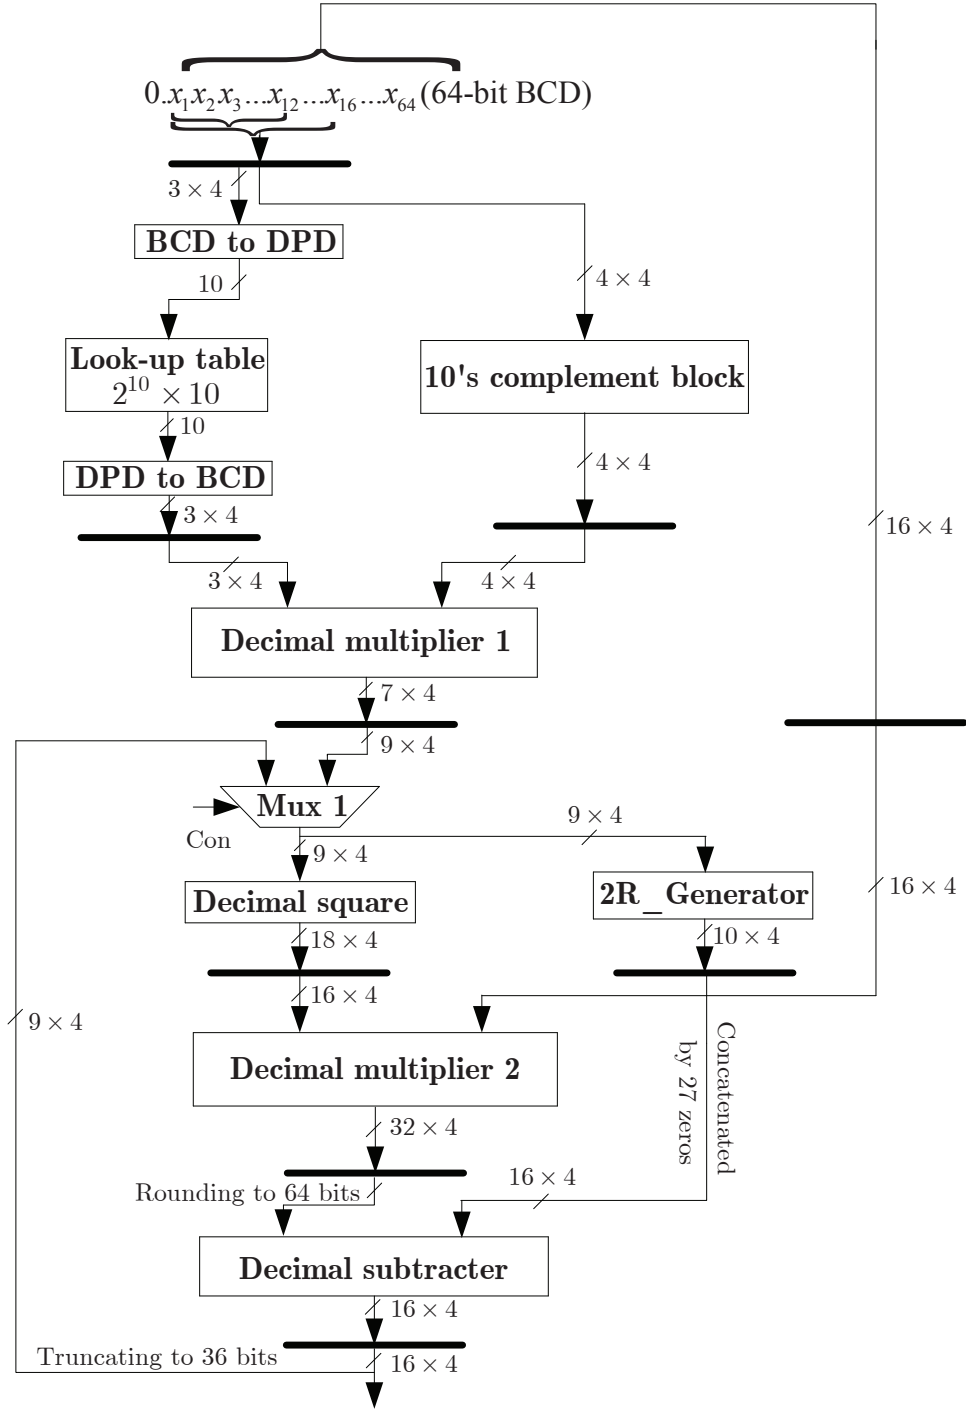 0.x₁x₂x₃...x₁₂...x₁₆...x₆₄(64-bit BCD)
3 × 4
BCD to DPD
10
4 × 4
Look-up table
2¹⁰ × 10
10's complement block
10
4 × 4
DPD to BCD
3 × 4
16 × 4
3 × 4
4 × 4
Decimal multiplier 1
7 × 4
9 × 4
Mux 1
Con
9 × 4
9 × 4
Decimal square
2R_Generator
16 × 4
18 × 4
10 × 4
16 × 4
9 × 4
Concatenated
by 27 zeros
Decimal multiplier 2
32 × 4
Rounding to 64 bits
16 × 4
Decimal subtracter
16 × 4
Truncating to 36 bits
16 × 4